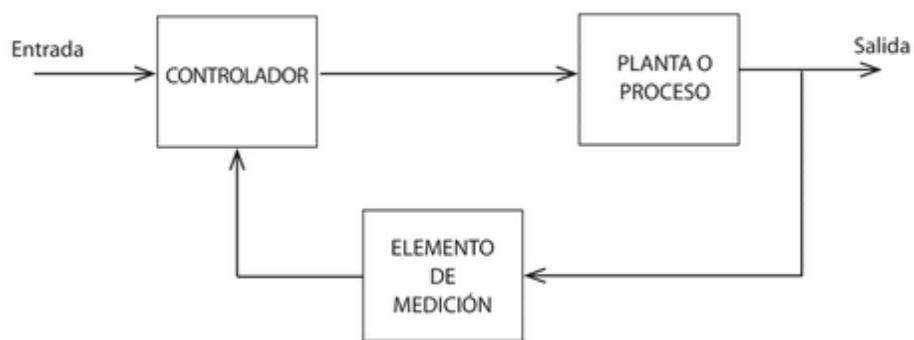 Entrada
CONTROLADOR
PLANTA O
PROCESO
Salida
ELEMENTO
DE
MEDICIÓN